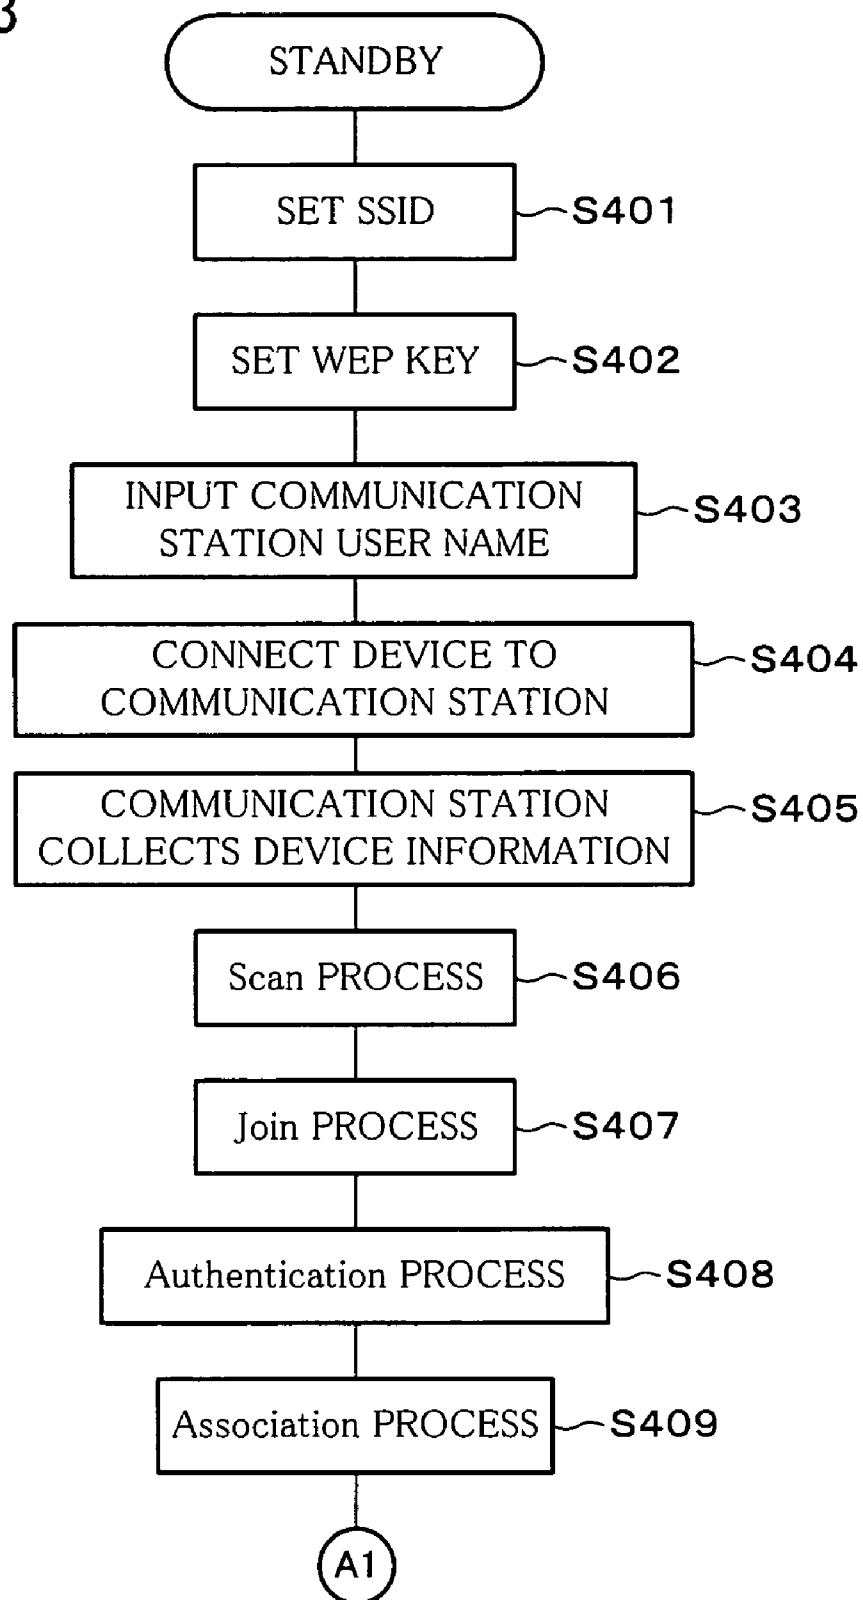 3
STANDBY
SET SSID
S401
SET WEP KEY
S402
INPUT COMMUNICATION
STATION USER NAME
S403
CONNECT DEVICE TO
COMMUNICATION STATION
S404
COMMUNICATION STATION
COLLECTS DEVICE INFORMATION
S405
Scan PROCESS
S406
Join PROCESS
S407
Authentication PROCESS
S408
Association PROCESS
S409
A1